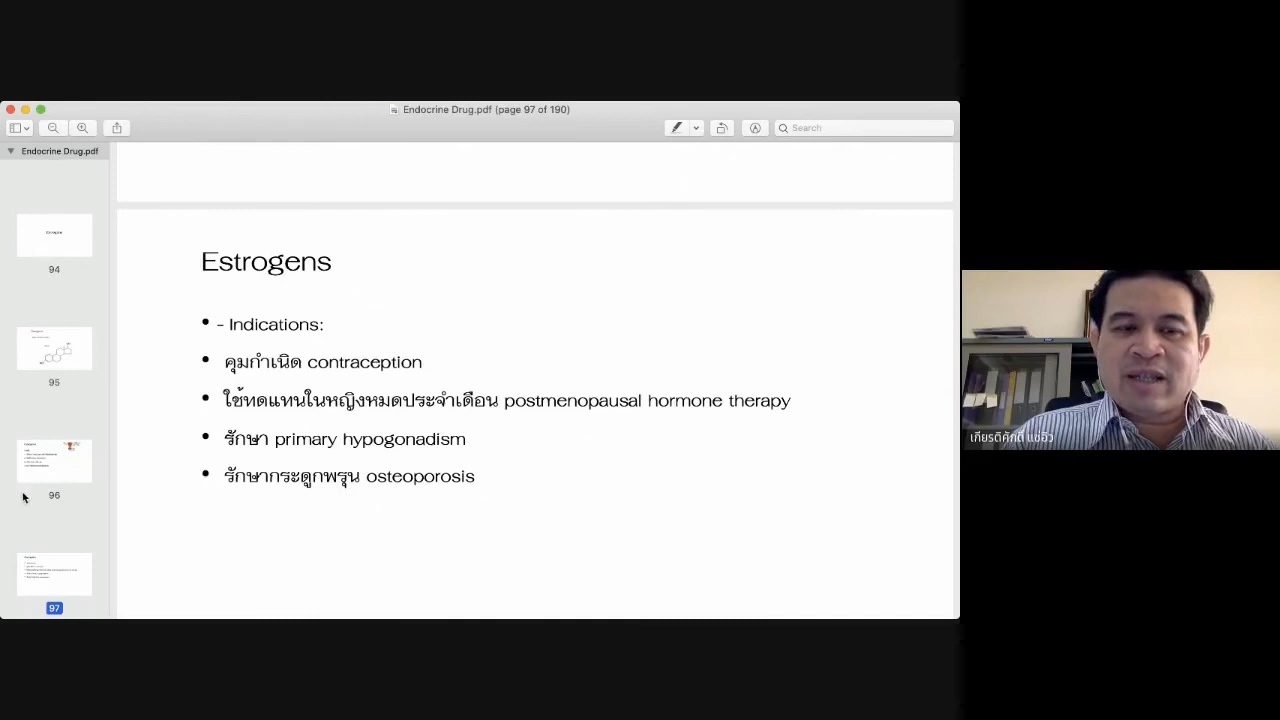 Endocrine Drug.pdf (page 97 of 190)
Search
Endocrine Drug.pdf
94
95
96
97
Estrogens
• - Indications:
• คุมกำเนิด contraception
• ใช้ทดแทนในหญิงหมดประจำเดือน postmenopausal hormone therapy
• รักษา primary hypogonadism
• รักษากระดูกพรุน osteoporosis
เกียรติศักดิ์ แซ่อิว